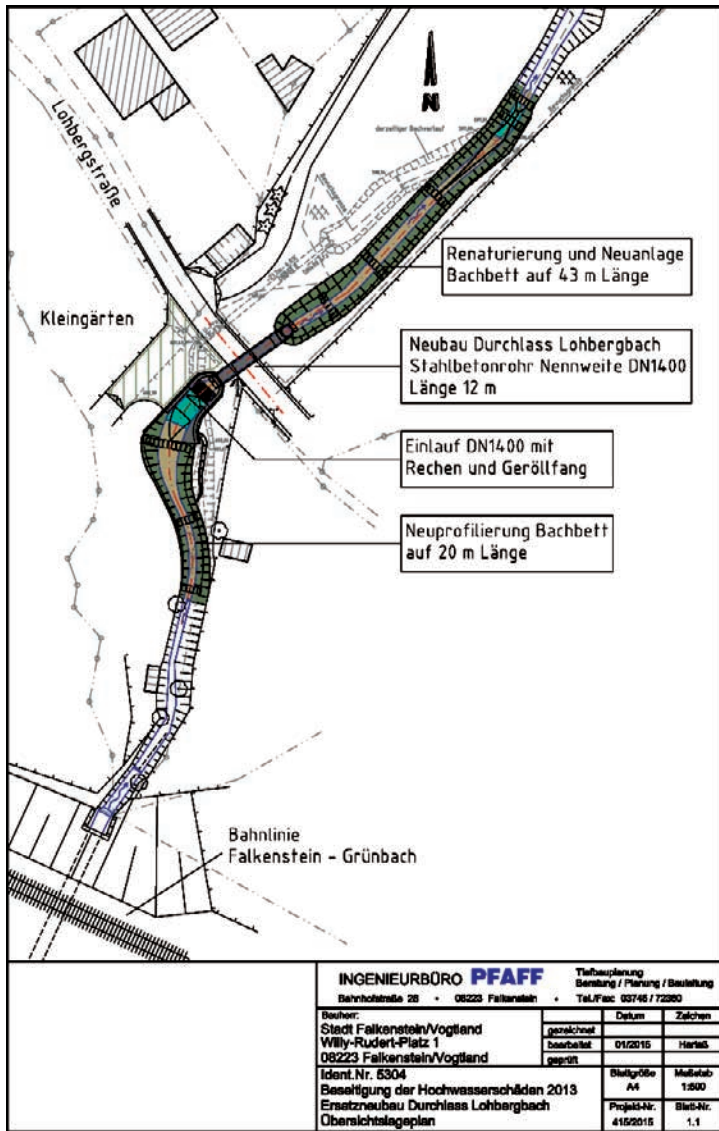 N
derzeitiger Bachverlauf
Lohbergstraße
Renaturierung und Neuanlage
Bachbett auf 43 m Länge
Kleingärten
Neubau Durchlass Lohbergbach
Stahlbetonrohr Nennweite DN1400
Länge 12 m
Einlauf DN1400 mit
Rechen und Geröllfang
Neuprofilierung Bachbett
auf 20 m Länge
Bahnlinie
Falkenstein - Grünbach
INGENIEURBÜRO PFAFF
Tiefbauplanung
Beratung / Planung / Bauleitung
Bahnhofstraße 26 • 08223 Falkenstein • Tel./Fax: 03745 / 72360
Bauherr:
Stadt Falkenstein/Vogtland
Willy-Rudert-Platz 1
08223 Falkenstein/Vogtland
Datum Zeichen
gezeichnet
bearbeitet 01/2015
geprüft
Ident.Nr. 5304
Beseitigung der Hochwasserschäden 2013
Ersatzneubau Durchlass Lohbergbach
Übersichtslageplan
Blattgröße Maßstab
A4 1:500
Projekt-Nr. Blatt-Nr.
415/2015 1.1